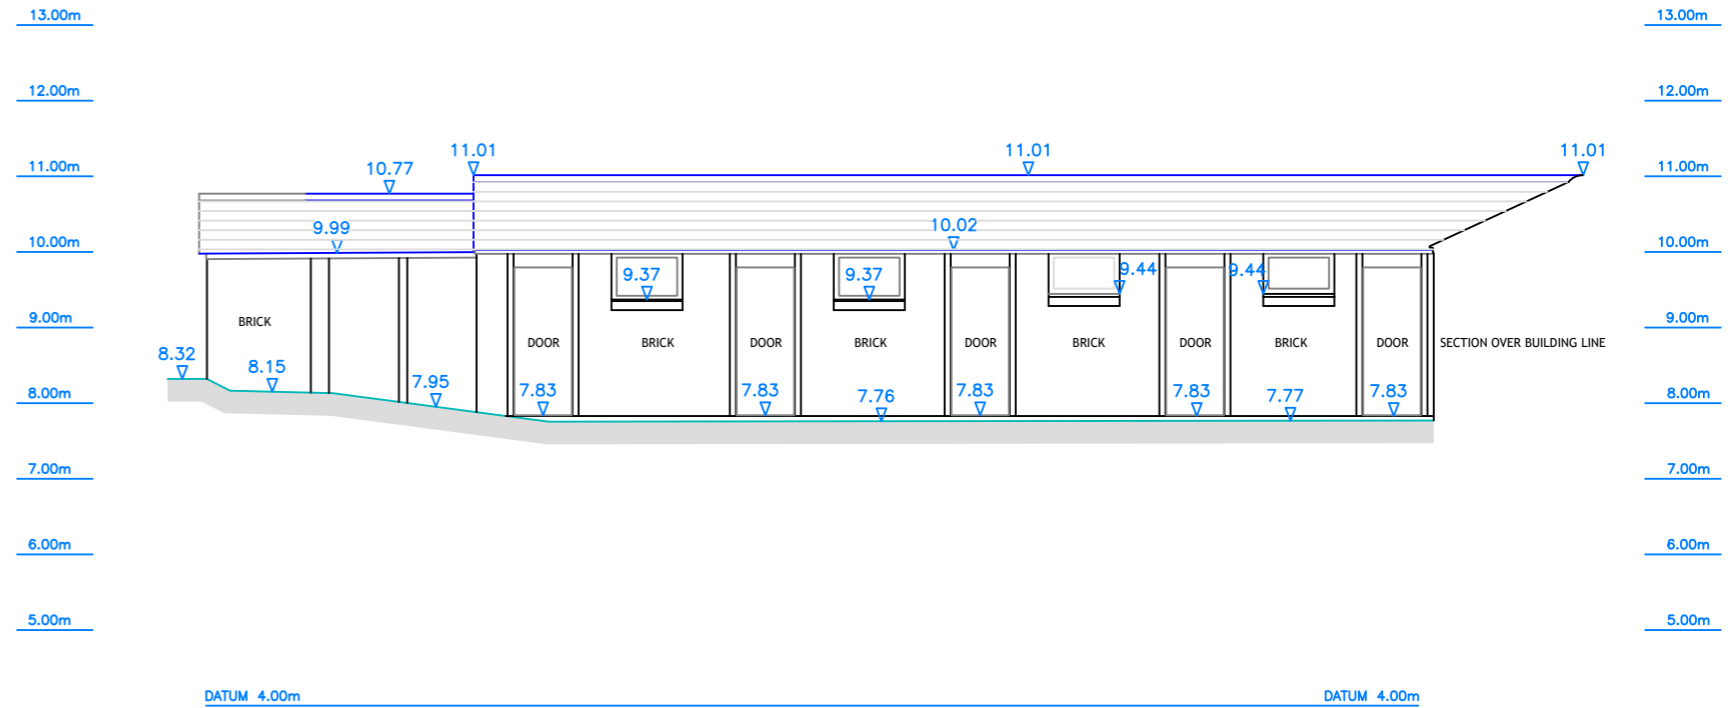 13.00m 13.00m
12.00m 12.00m
11.01 11.01 11.01
11.00m 10.77 11.00m
9.99 10.02
10.00m 10.00m
9.37 9.37 9.44 9.44
9.00m BRICK 9.00m
DOOR BRICK DOOR BRICK DOOR BRICK DOOR BRICK DOOR SECTION OVER BUILDING LINE
8.32 8.15
7.95 7.83 7.83 7.76 7.83 7.83 7.77 7.83
8.00m 8.00m
7.00m 7.00m
6.00m 6.00m
5.00m 5.00m
DATUM 4.00m DATUM 4.00m